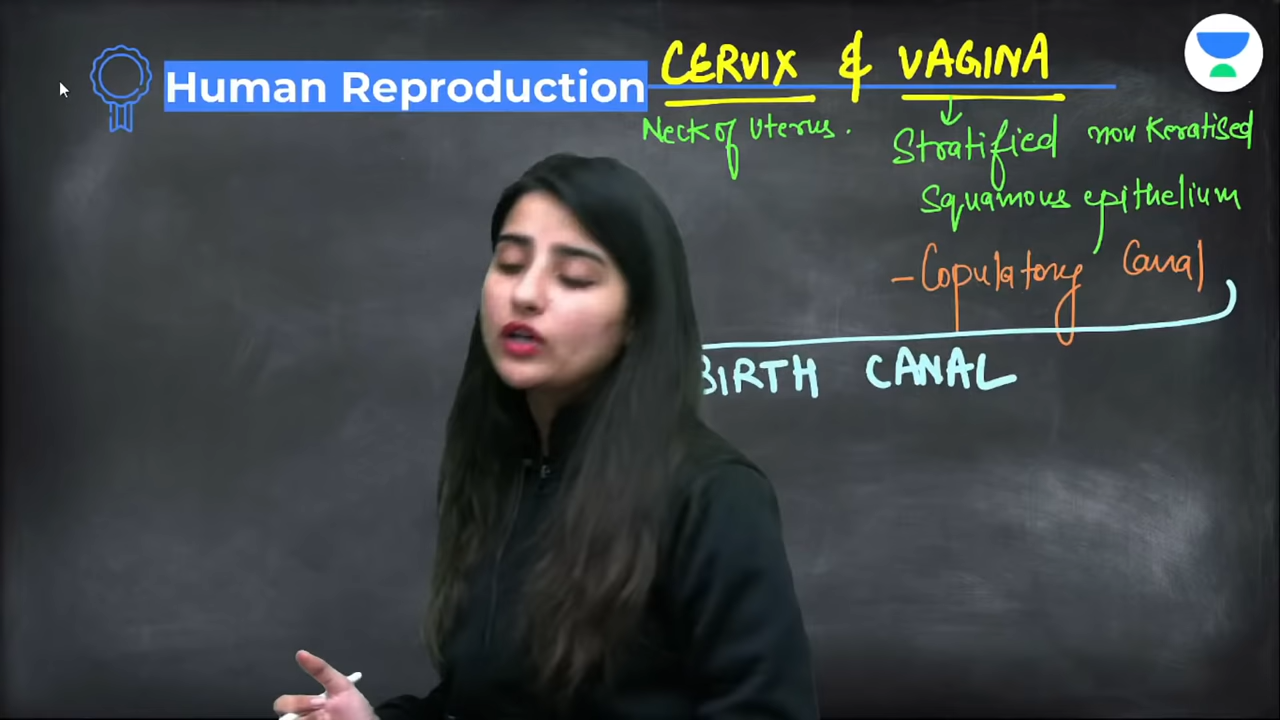 Human Reproduction
CERVIX & VAGINA
Neck of Uterus.
Stratified non Keratised
Squamous epithelium
- Copulatory Canal
BIRTH CANAL